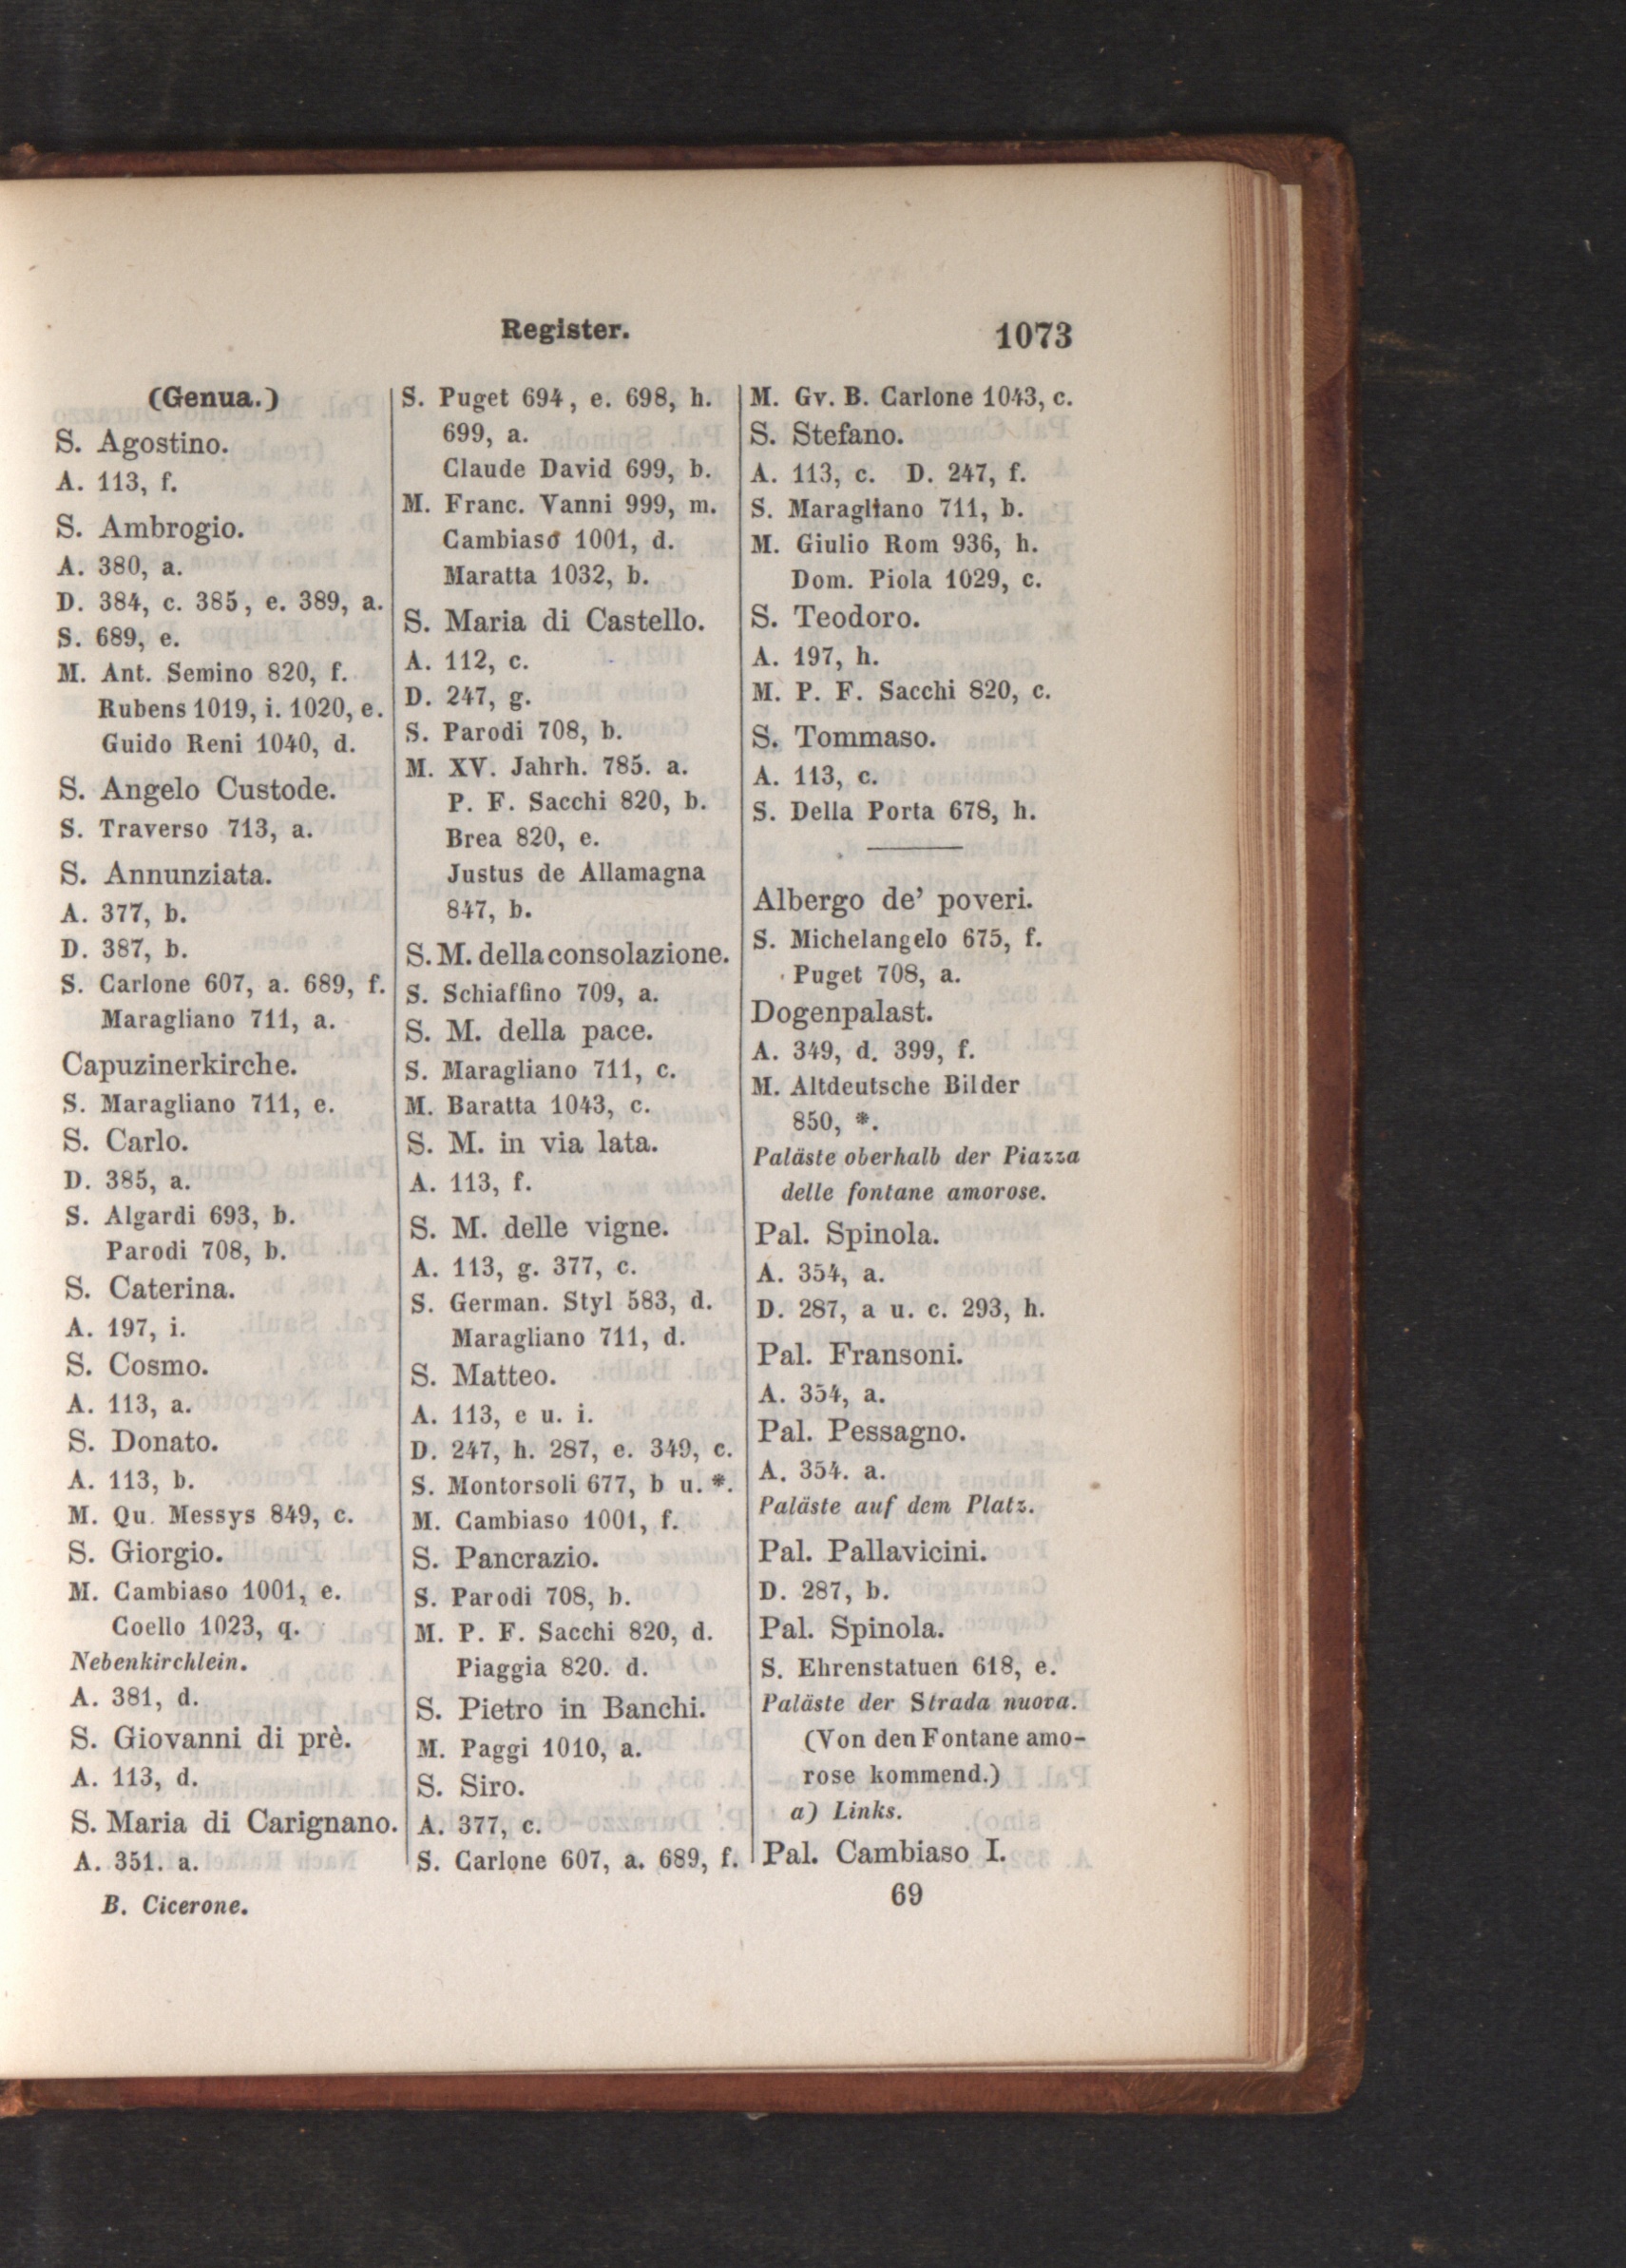 Register.
1073
(Genua.)
S. Agostino.
A. 113, f.
S. Ambrogio.
A. 380, a.
D. 384, c. 385, e. 389, a.
S. 689, e.
M. Ant. Semino 820, f.
Rubens 1019, i. 1020, e.
Guido Reni 1040, d.
S. Angelo Custode.
S. Traverso 713, a.
S. Annunziata.
A. 377, b.
D. 387, b.
S. Carlone 607, a. 689, f.
Maragliano 711, a.
Capuzinerkirche.
S. Maragliano 711, e.
S. Carlo.
D. 385, a.
S. Algardi 693, b.
Parodi 708, b.
S. Caterina.
A. 197, i.
S. Cosmo.
A. 113, a.
S. Donato.
A. 113, b.
M. Qu. Messys 849, c.
S. Giorgio.
M. Cambiaso 1001, e.
Coello 1023, q.
Nebenkirchlein.
A. 381, d.
S. Giovanni di prè.
A. 113, d.
S. Maria di Carignano.
A. 351. a.
S. Puget 694, e. 698, h.
699, a.
Claude David 699, b.
M. Franc. Vanni 999, m.
Cambiaso 1001, d.
Maratta 1032, b.
S. Maria di Castello.
A. 112, c.
D. 247, g.
S. Parodi 708, b.
M. XV. Jahrh. 785. a.
P. F. Sacchi 820, b.
Brea 820, e.
Justus de Allamagna
847, b.
S. M. della consolazione.
S. Schiaffino 709, a.
S. M. della pace.
S. Maragliano 711, c.
M. Baratta 1043, c.
S. M. in via lata.
A. 113, f.
S. M. delle vigne.
A. 113, g. 377, c.
S. German. Styl 583, d.
Maragliano 711, d.
S. Matteo.
A. 113, e u. i.
D. 247, h. 287, e. 349, c.
S. Montorsoli 677, b u. *.
M. Cambiaso 1001, f.
S. Pancrazio.
S. Parodi 708, b.
M. P. F. Sacchi 820, d.
Piaggia 820. d.
S. Pietro in Banchi.
M. Paggi 1010, a.
S. Siro.
A. 377, c.
S. Carlone 607, a. 689, f.
M. Gv. B. Carlone 1043, c.
S. Stefano.
A. 113, c. D. 247, f.
S. Maragliano 711, b.
M. Giulio Rom 936, h.
Dom. Piola 1029, c.
S. Teodoro.
A. 197, h.
M. P. F. Sacchi 820, c.
S. Tommaso.
A. 113, c.
S. Della Porta 678, h.
Albergo de' poveri.
S. Michelangelo 675, f.
Puget 708, a.
Dogenpalast.
A. 349, d. 399, f.
M. Altdeutsche Bilder
850, *.
Paläste oberhalb der Piazza
delle fontane amorose.
Pal. Spinola.
A. 354, a.
D. 287, a u. c. 293, h.
Pal. Fransoni.
A. 354, a.
Pal. Pessagno.
A. 354. a.
Paläste auf dem Platz.
Pal. Pallavicini.
D. 287, b.
Pal. Spinola.
S. Ehrenstatuen 618, e.
Paläste der Strada nuova.
(Von den Fontane amo-
rose kommend.)
a) Links.
Pal. Cambiaso I.
B. Cicerone.
69